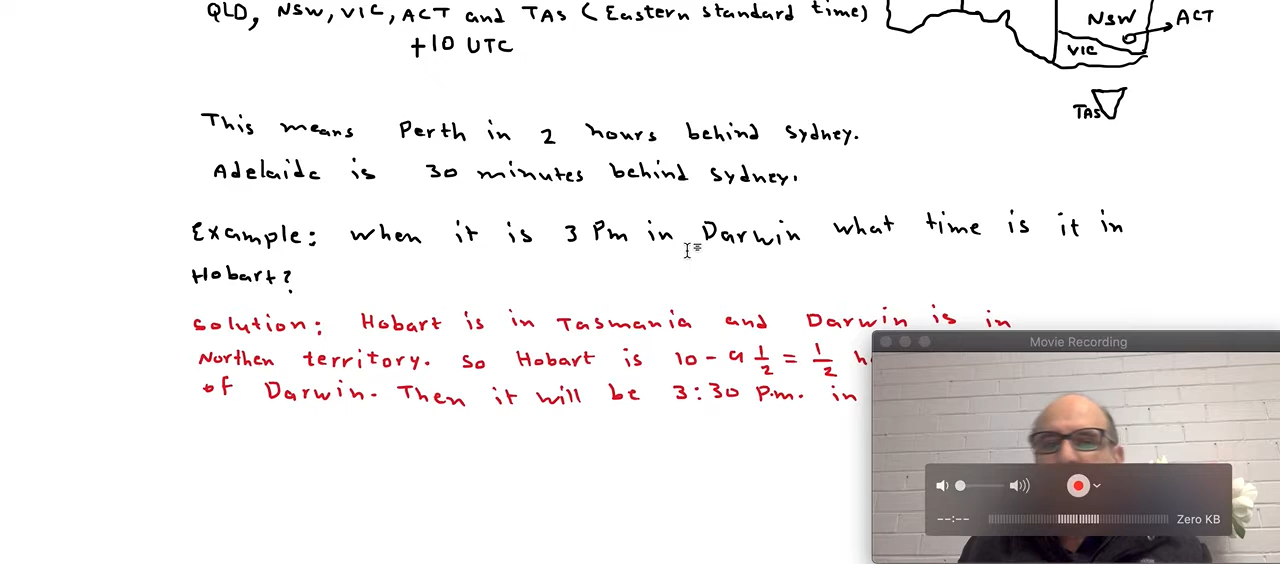 QLD, NSW, VIC, ACT and TAS (Eastern standard time)
+10 UTC
NSW
ACT
VIC
TAS
This means Perth in 2 hours behind Sydney.
Adelaide is 30 minutes behind Sydney.
Example: when it is 3 Pm in Darwin what time is it in
Hobart?
Solution: Hobart is in Tasmania and Darwin is in
Northen territory. So Hobart is 10 - 9 1/2 = 1/2 h
of Darwin. Then it will be 3:30 P.m. in
Movie Recording
--:--
Zero KB